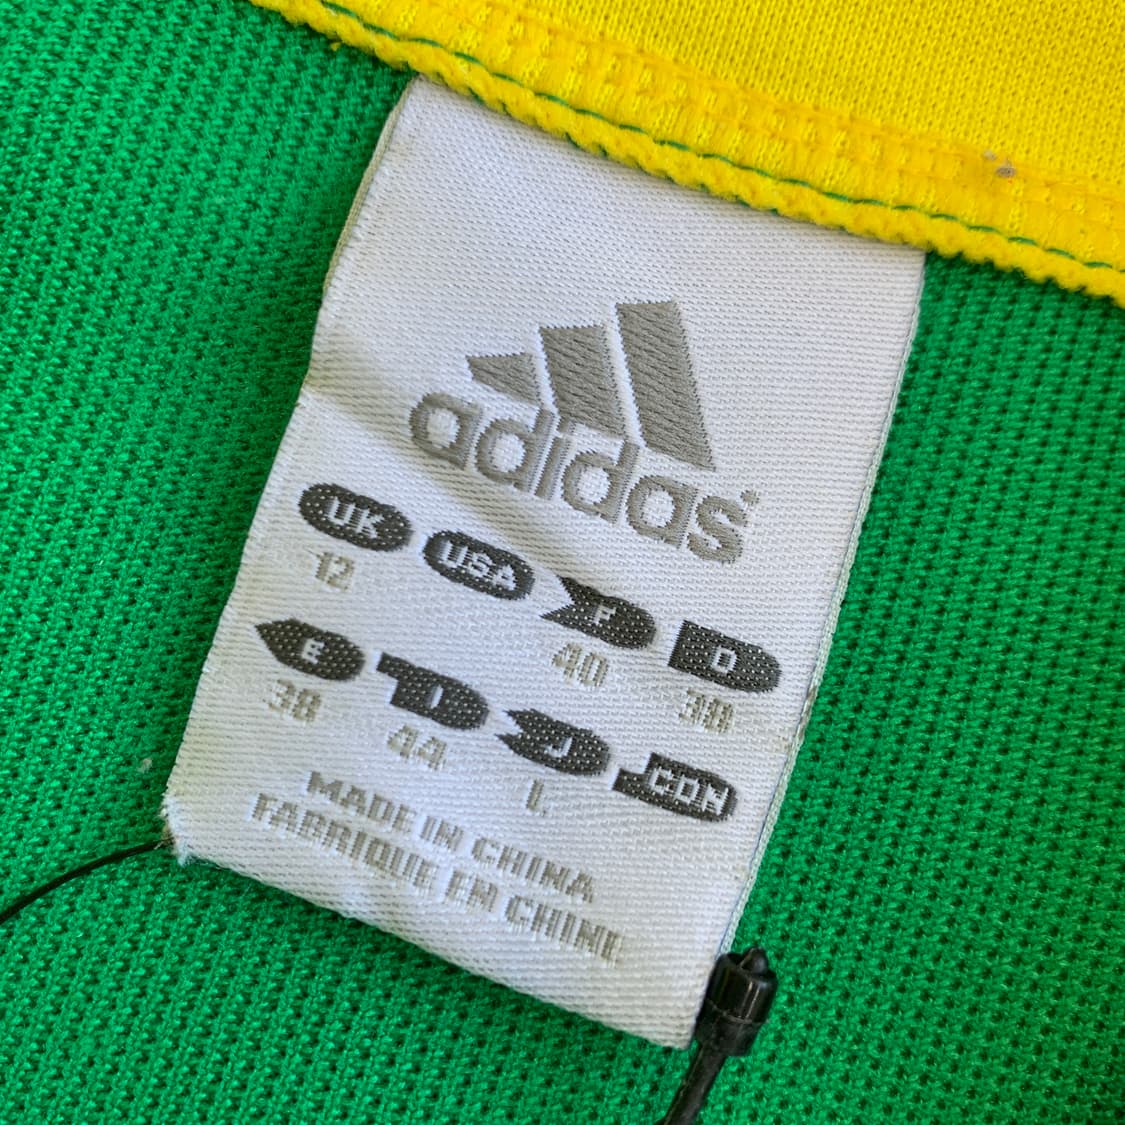 adidas
UK USA F D
12 40 38
E I D J CDN
38 44 L
MADE IN CHINA
FABRIQUE EN CHINE